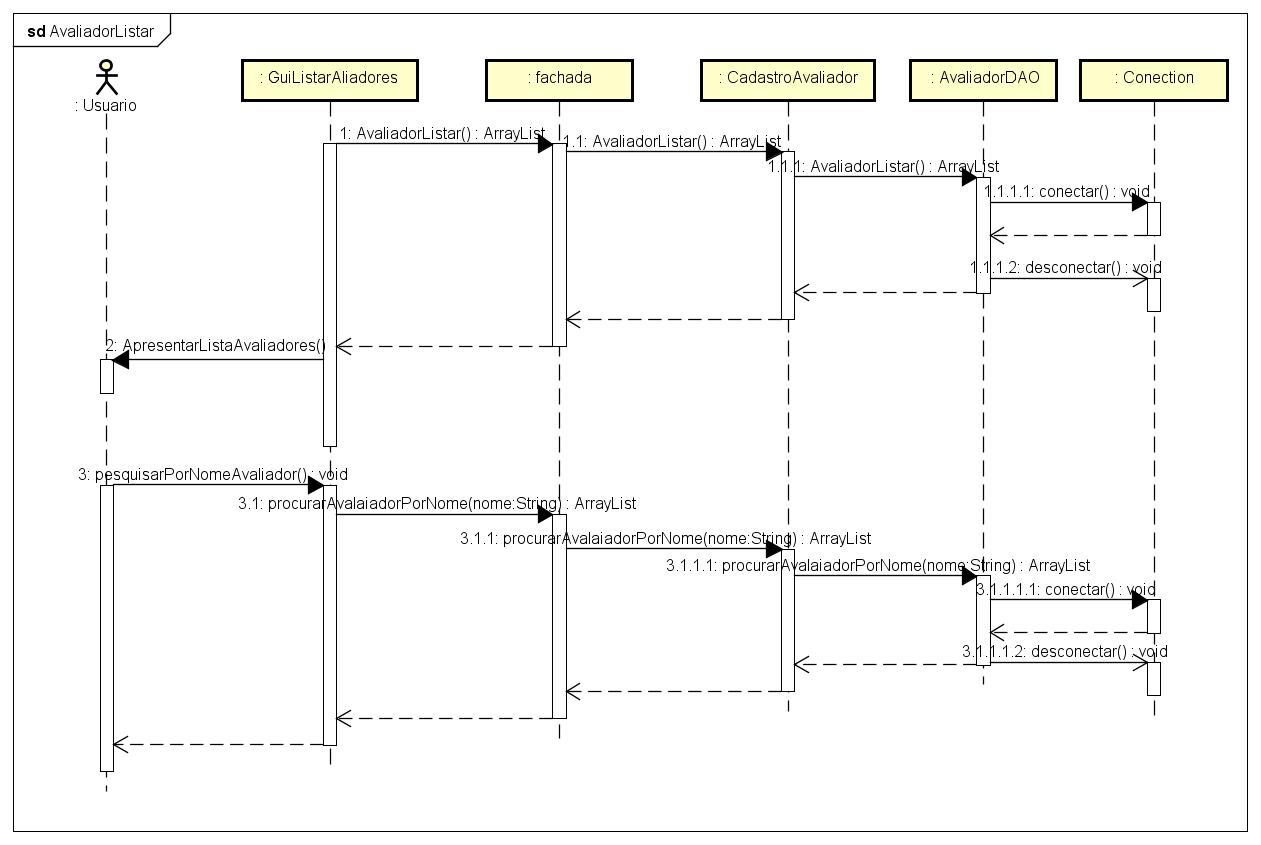 sd AvaliadorListar
: Usuario
: GuiListarAliadores
: fachada
: CadastroAvaliador
: AvaliadorDAO
: Conection
1: AvaliadorListar() : ArrayList
1.1: AvaliadorListar() : ArrayList
1.1.1: AvaliadorListar() : ArrayList
1.1.1.1: conectar() : void
1.1.1.2: desconectar() : void
2: ApresentarListaAvaliadores()
3: pesquisarPorNomeAvaliador() : void
3.1: procurarAvalaiadorPorNome(nome:String) : ArrayList
3.1.1: procurarAvalaiadorPorNome(nome:String) : ArrayList
3.1.1.1: procurarAvalaiadorPorNome(nome:String) : ArrayList
3.1.1.1.1: conectar() : void
3.1.1.1.2: desconectar() : void